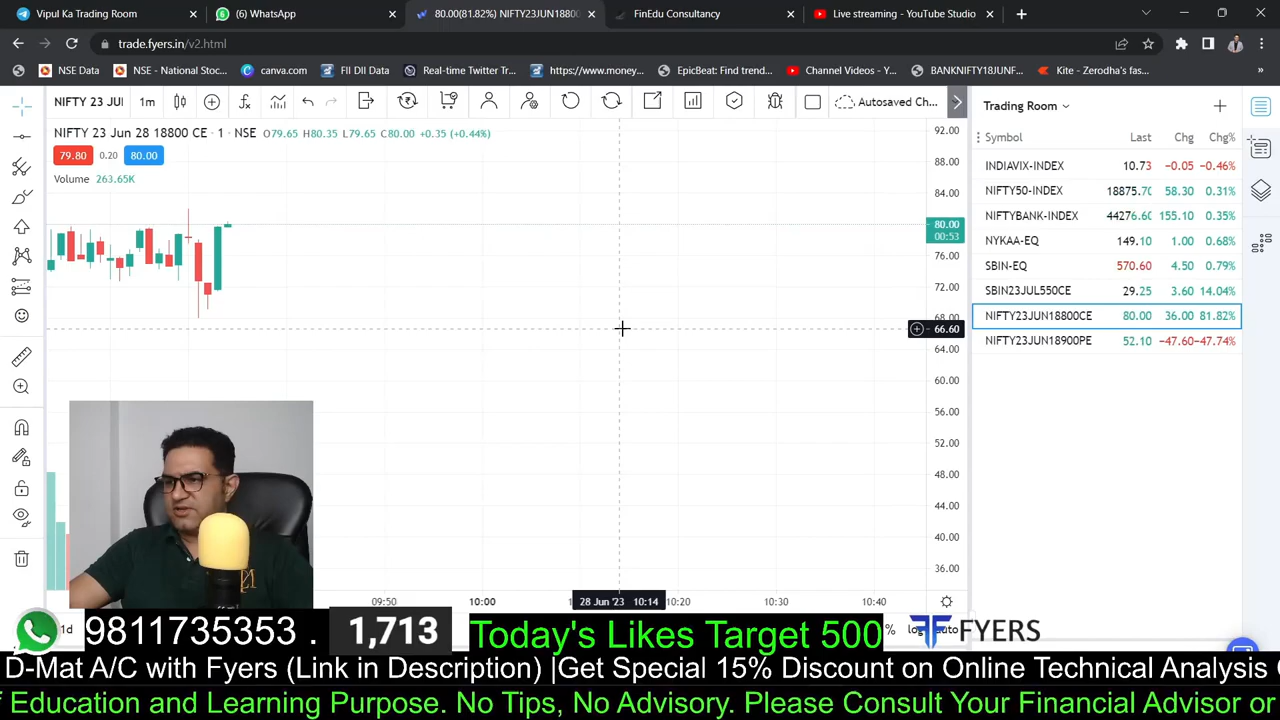 Vipul Ka Trading Room
(6) WhatsApp
80.00(81.82%) NIFTY23JUN1880
FinEdu Consultancy
Live streaming - YouTube Studio
trade.fyers.in/v2.html
NSE Data
NSE - National Stoc...
canva.com
FII DII Data
Real-time Twitter Tr...
https://www.money...
EpicBeat: Find trend...
Channel Videos - Y...
BANKNIFTY18JUNF...
Kite - Zerodha's fas...
»
NIFTY 23 JUI
1m
Autosaved Ch...
Trading Room
NIFTY 23 Jun 28 18800 CE · 1 · NSE O79.65 H80.35 L79.65 C80.00 +0.35 (+0.44%)
79.80 0.20 80.00
Volume 263.65K
Symbol Last Chg Chg%
INDIAVIX-INDEX 10.73 −0.05 −0.46%
NIFTY50-INDEX 18875.70 58.30 0.31%
NIFTYBANK-INDEX 44276.60 155.10 0.35%
NYKAA-EQ 149.10 1.00 0.68%
SBIN-EQ 570.60 4.50 0.79%
SBIN23JUL550CE 29.25 3.60 14.04%
NIFTY23JUN18800CE 80.00 36.00 81.82%
NIFTY23JUN18900PE 52.10 −47.60 −47.74%
92.00
88.00
84.00
80.00
00:53
76.00
72.00
68.00
66.60
64.00
60.00
56.00
52.00
48.00
44.00
40.00
36.00
09:50
10:00
28 Jun '23 10:14
10:20
10:30
10:40
1d
log
auto
9811735353 .
1,713
Today's Likes Target 500
FYERS
D-Mat A/C with Fyers (Link in Description) |Get Special 15% Discount on Online Technical Analysis
f Education and Learning Purpose. No Tips, No Advisory. Please Consult Your Financial Advisor or